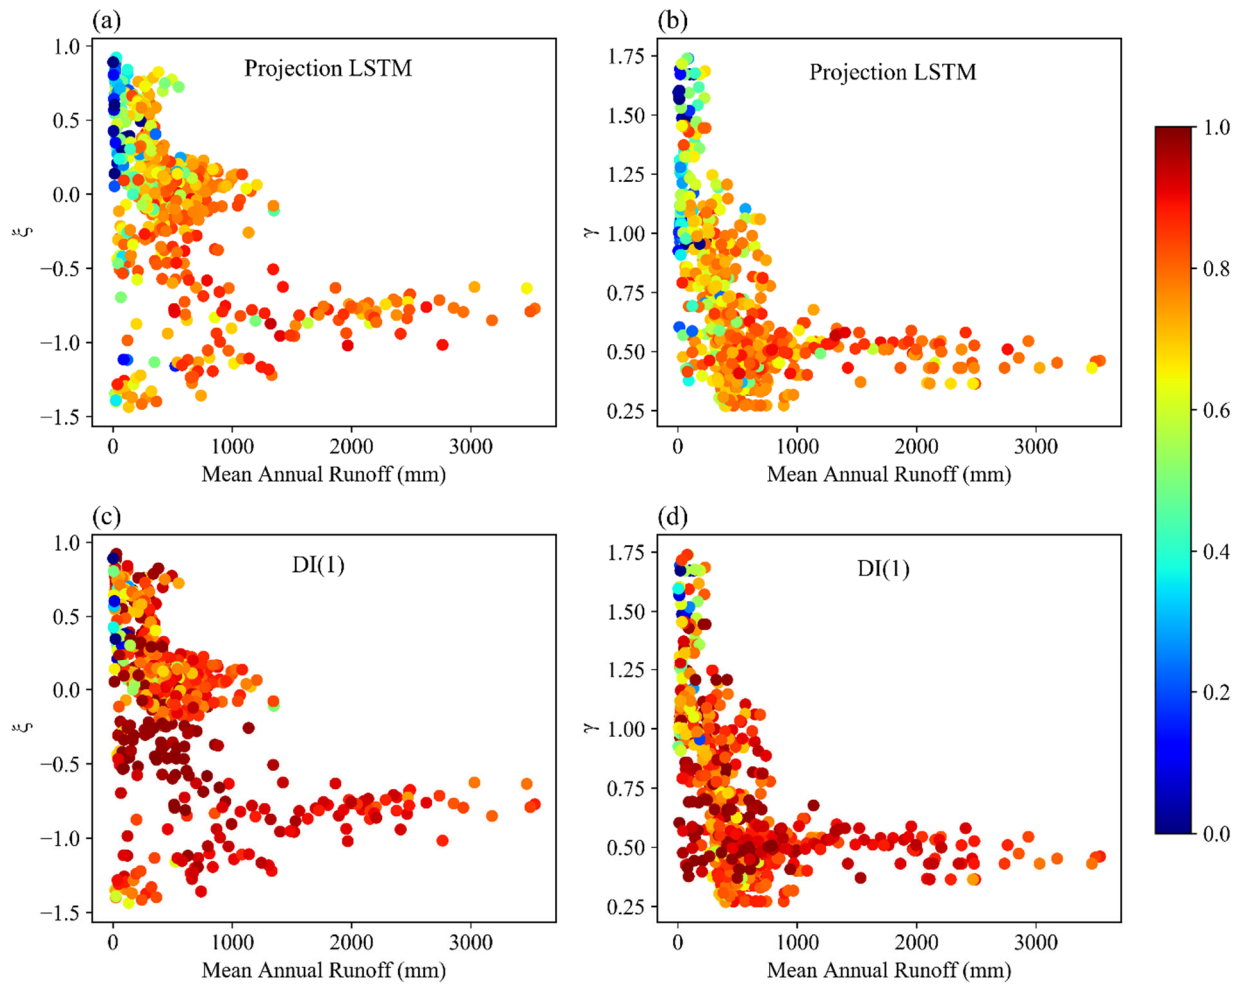 (a)
Projection LSTM
1.0
0.5
0.0
−0.5
−1.0
−1.5
ξ
0 1000 2000 3000
Mean Annual Runoff (mm)
(b)
Projection LSTM
1.75
1.50
1.25
1.00
0.75
0.50
0.25
γ
0 1000 2000 3000
Mean Annual Runoff (mm)
(c)
DI(1)
1.0
0.5
0.0
−0.5
−1.0
−1.5
ξ
0 1000 2000 3000
Mean Annual Runoff (mm)
(d)
DI(1)
1.75
1.50
1.25
1.00
0.75
0.50
0.25
γ
0 1000 2000 3000
Mean Annual Runoff (mm)
1.0
0.8
0.6
0.4
0.2
0.0